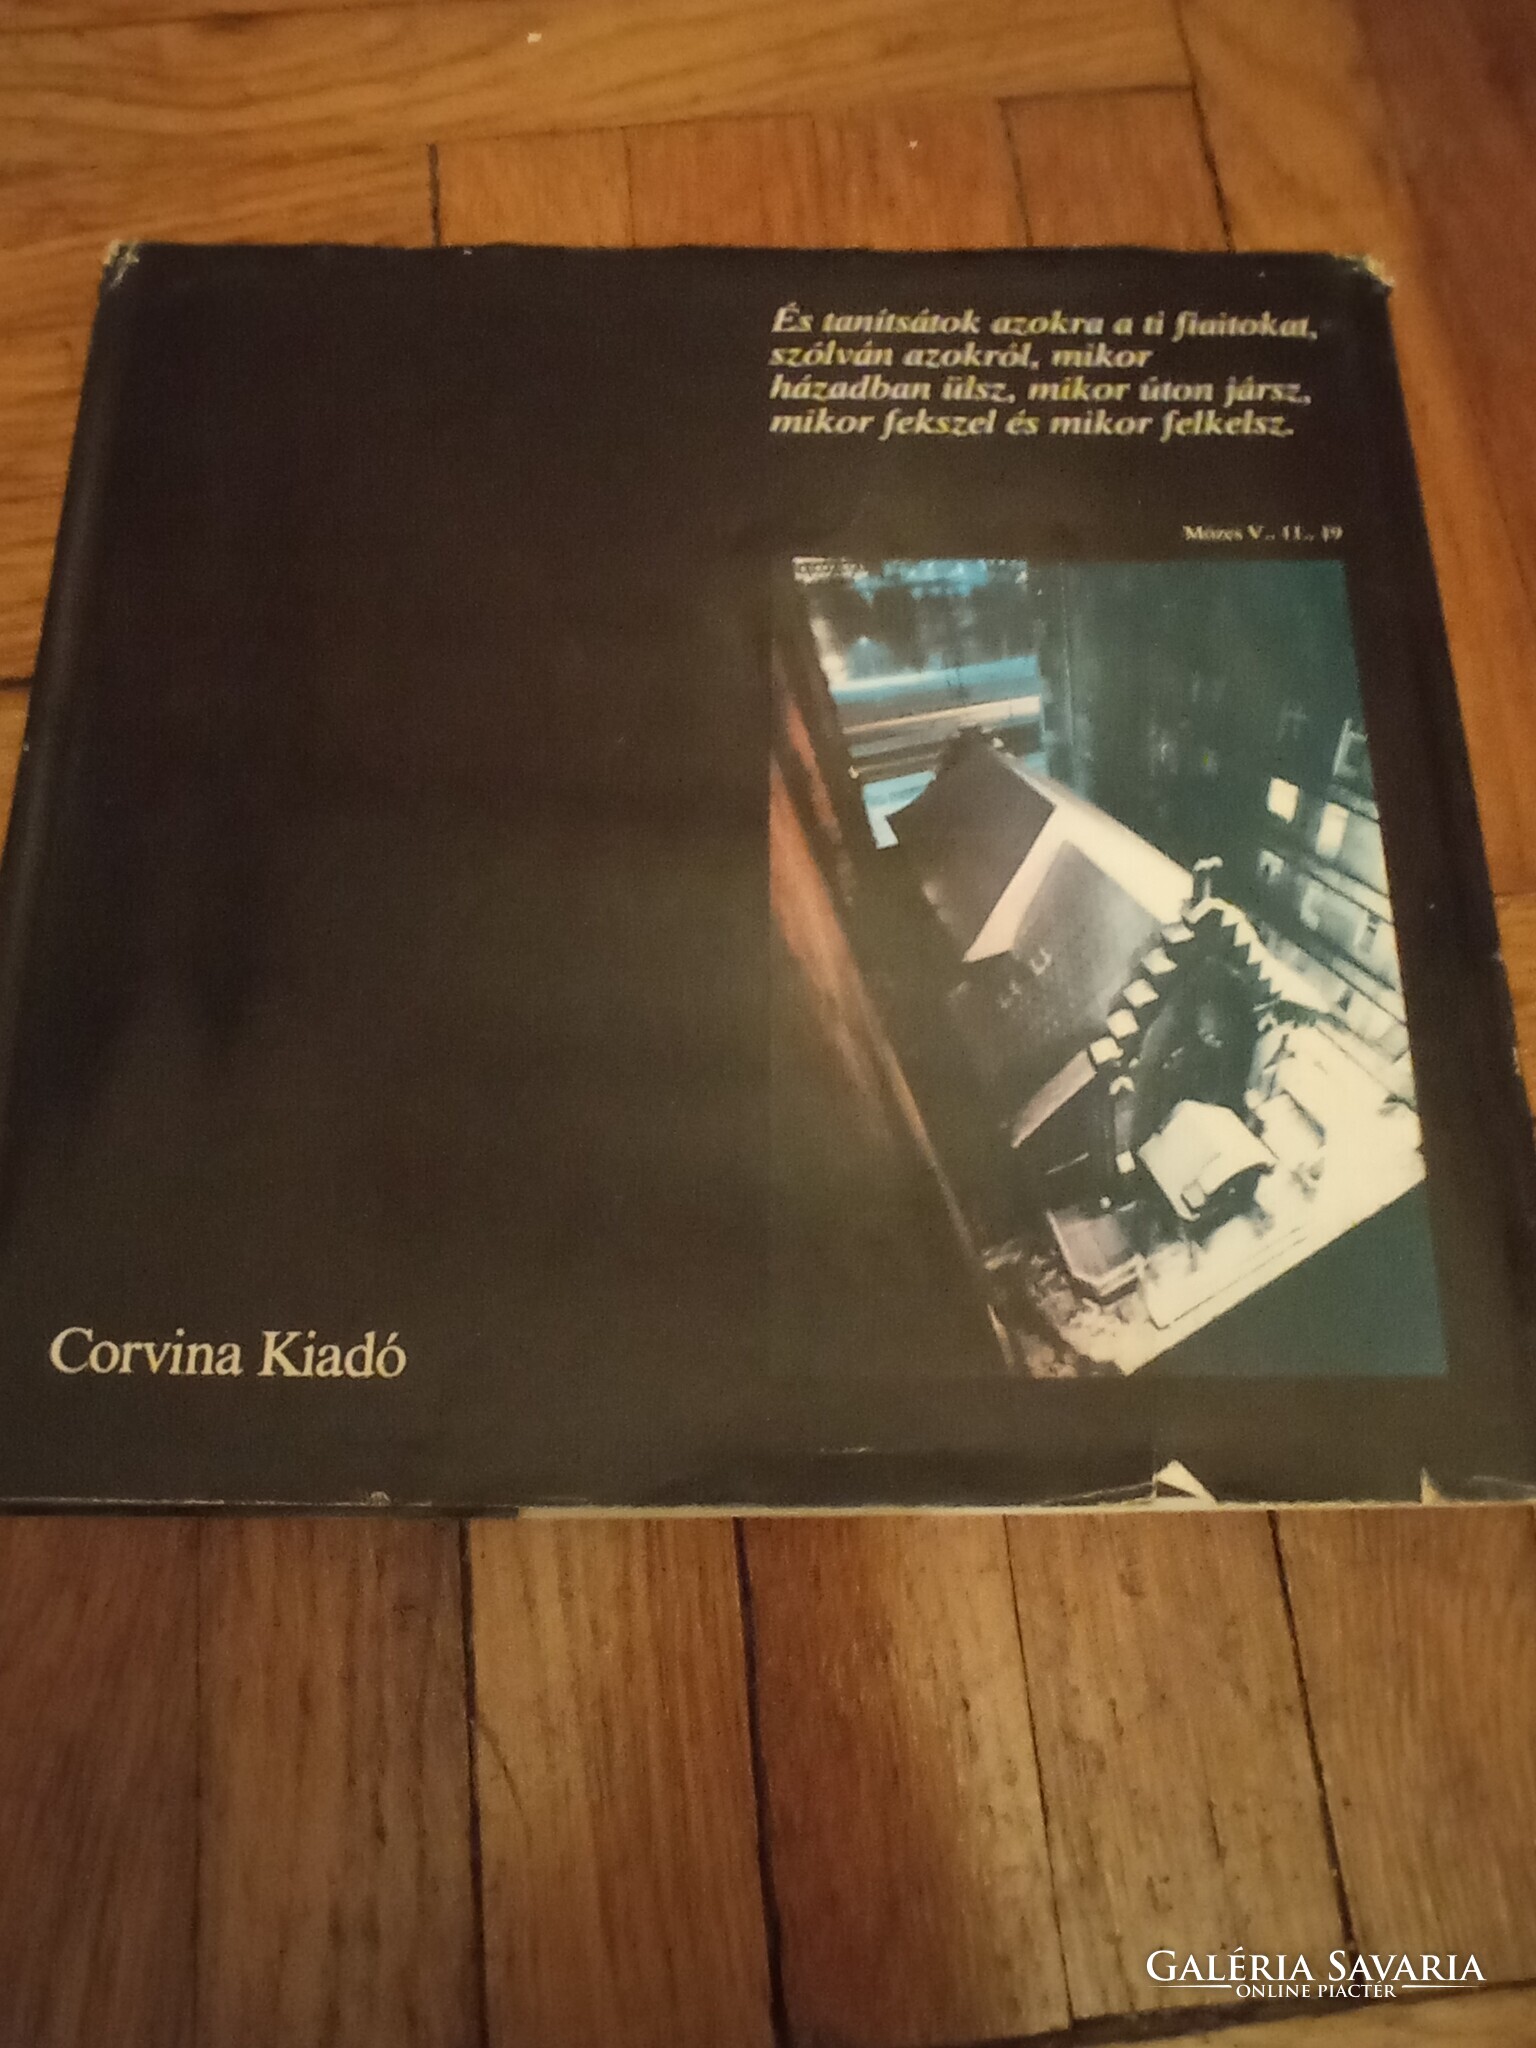 És tanítsátok azokra a ti fiaitokat,
szólván azokról, mikor
házadban ülsz, mikor úton jársz,
mikor fekszel és mikor felkelsz.
Mózes V., 11., 19
Corvina Kiadó
GALÉRIA SAVARIA
ONLINE PIACTÉR